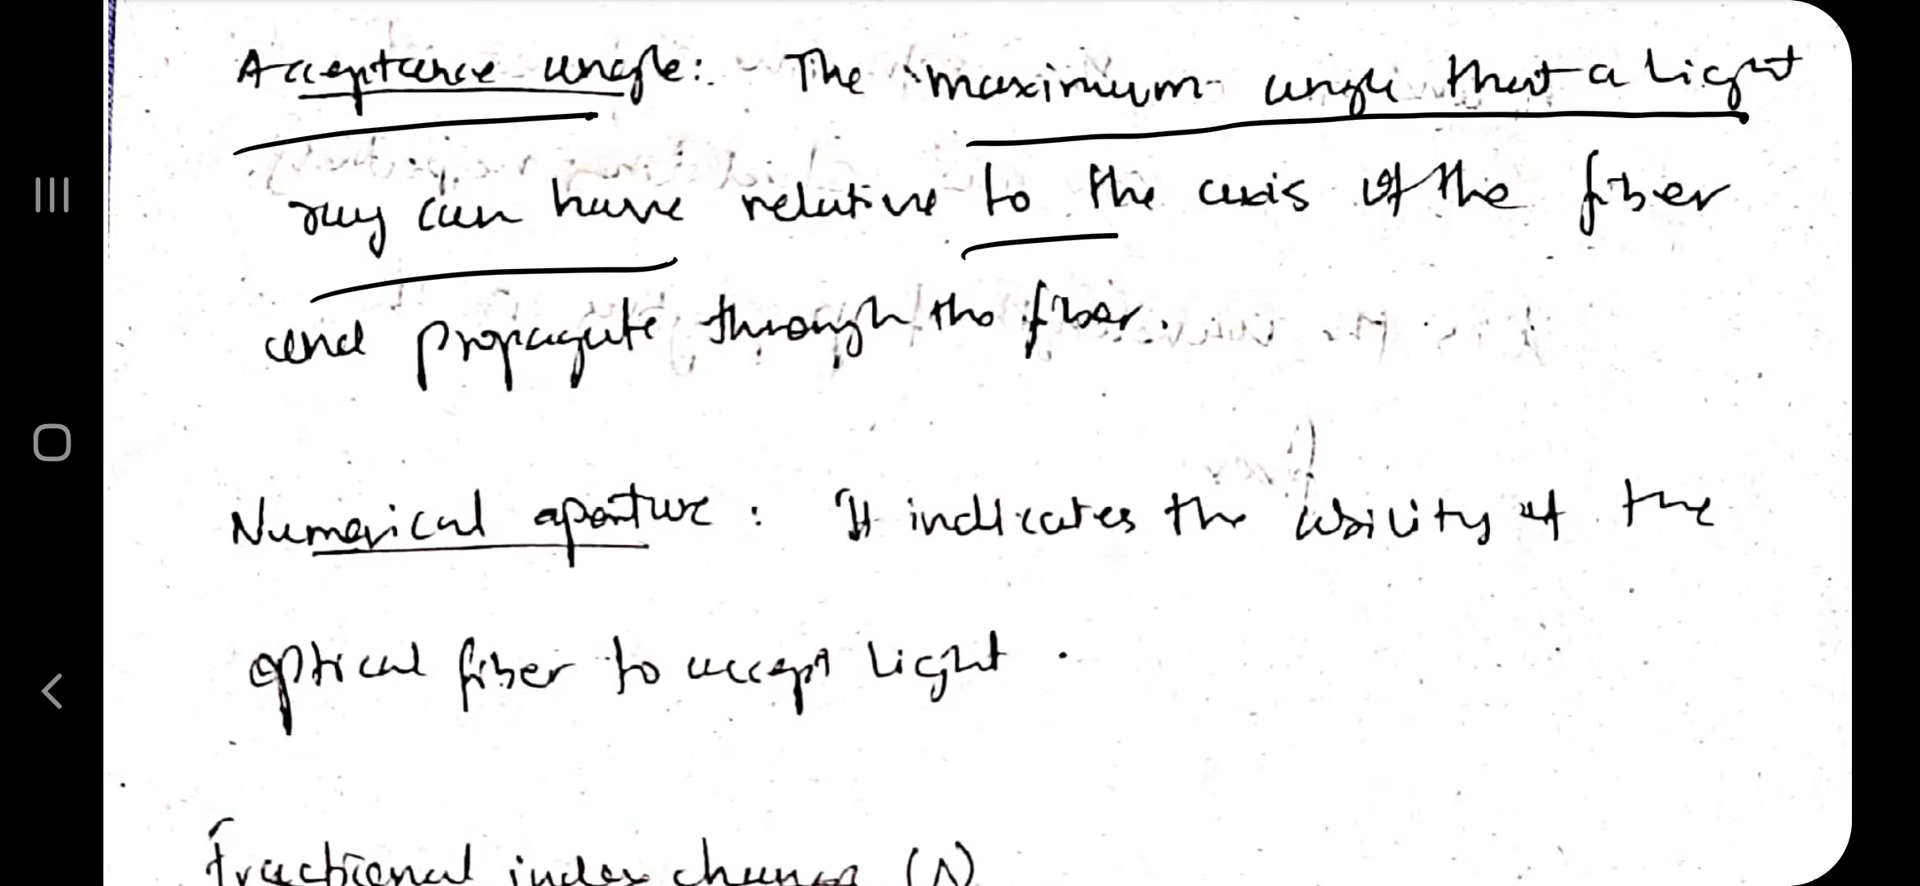 Acceptance angle: - The maximum angle that a Light
ray can have relative to the axis of the fiber
and propagate through the fiber.
Numerical aperture : It indicates the ability of the
optical fiber to accept Light .
Fractional index change (Δ)